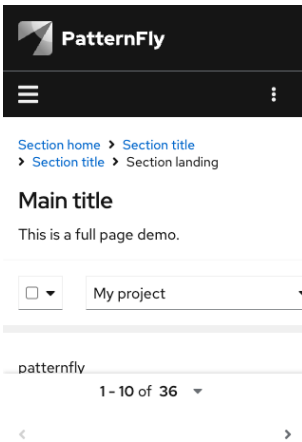 PatternFly
Section home > Section title
> Section title > Section landing
Main title
This is a full page demo.
My project
patternfly
1 - 10 of 36